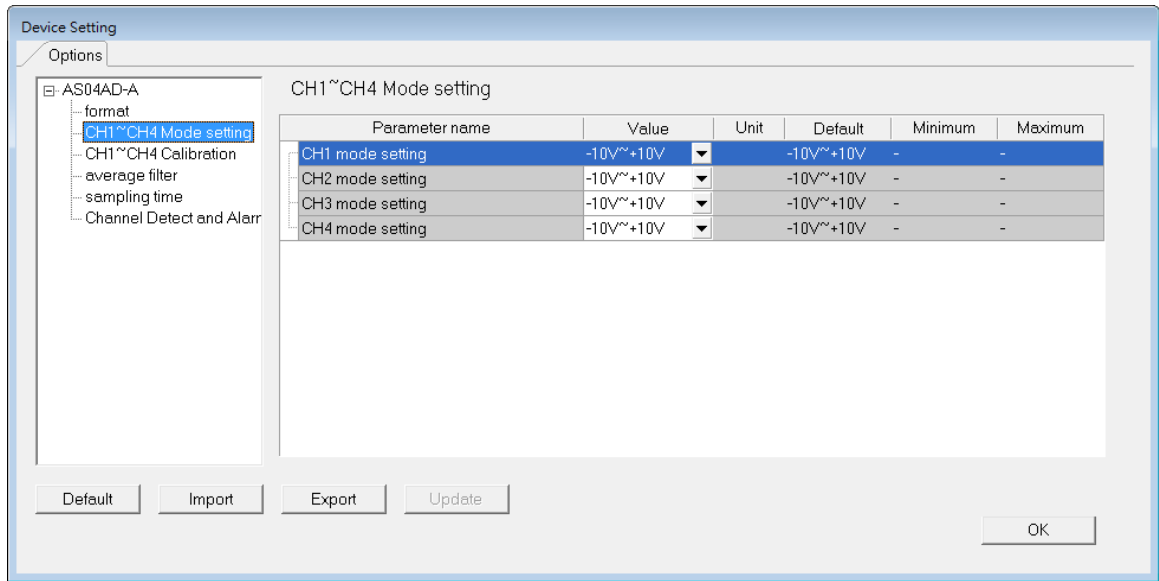 Device Setting
Options
AS04AD-A
format
CH1~CH4 Mode setting
CH1~CH4 Calibration
average filter
sampling time
Channel Detect and Alarr
CH1~CH4 Mode setting
Parameter name Value Unit Default Minimum Maximum
CH1 mode setting -10V~+10V -10V~+10V - -
CH2 mode setting -10V~+10V -10V~+10V - -
CH3 mode setting -10V~+10V -10V~+10V - -
CH4 mode setting -10V~+10V -10V~+10V - -
Default Import Export Update
OK